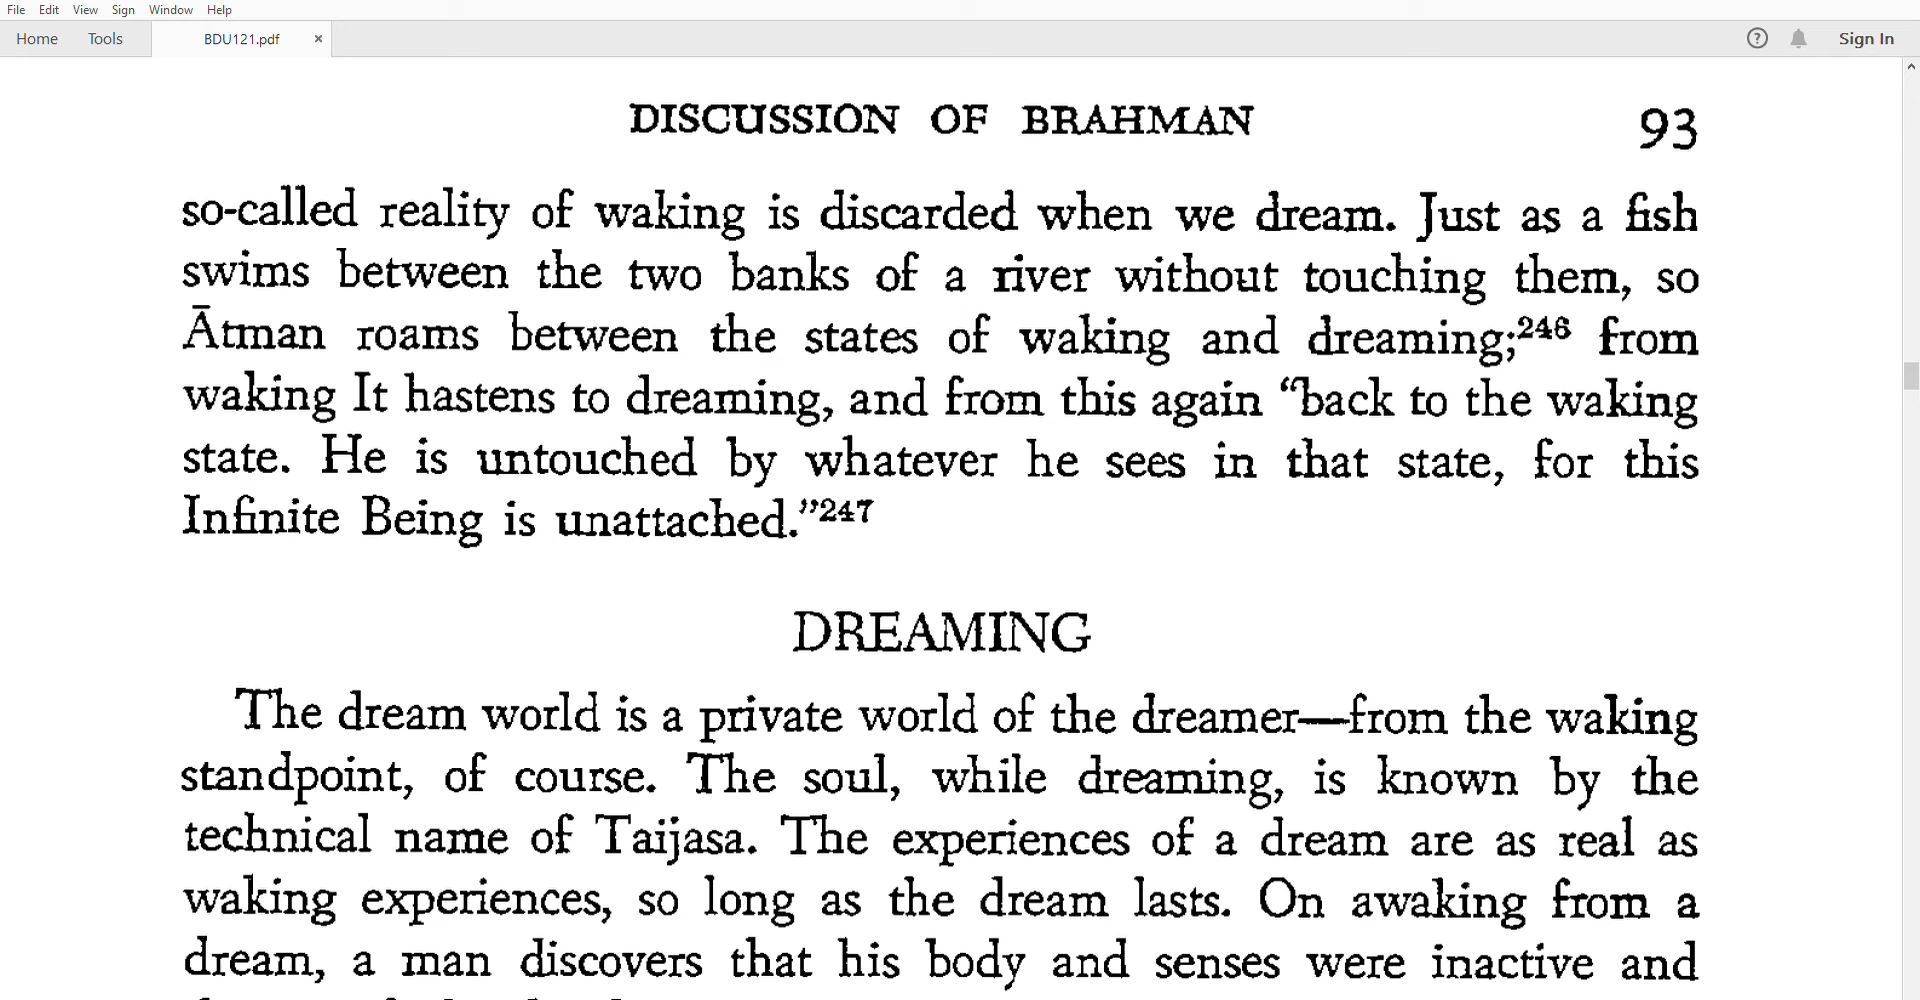 File Edit View Sign Window Help
Home Tools BDU121.pdf × ? Sign In
DISCUSSION OF BRAHMAN 93
so-called reality of waking is discarded when we dream. Just as a fish
swims between the two banks of a river without touching them, so
Ātman roams between the states of waking and dreaming;²⁴⁶ from
waking It hastens to dreaming, and from this again “back to the waking
state. He is untouched by whatever he sees in that state, for this
Infinite Being is unattached.”²⁴⁷
DREAMING
The dream world is a private world of the dreamer—from the waking
standpoint, of course. The soul, while dreaming, is known by the
technical name of Taijasa. The experiences of a dream are as real as
waking experiences, so long as the dream lasts. On awaking from a
dream, a man discovers that his body and senses were inactive and